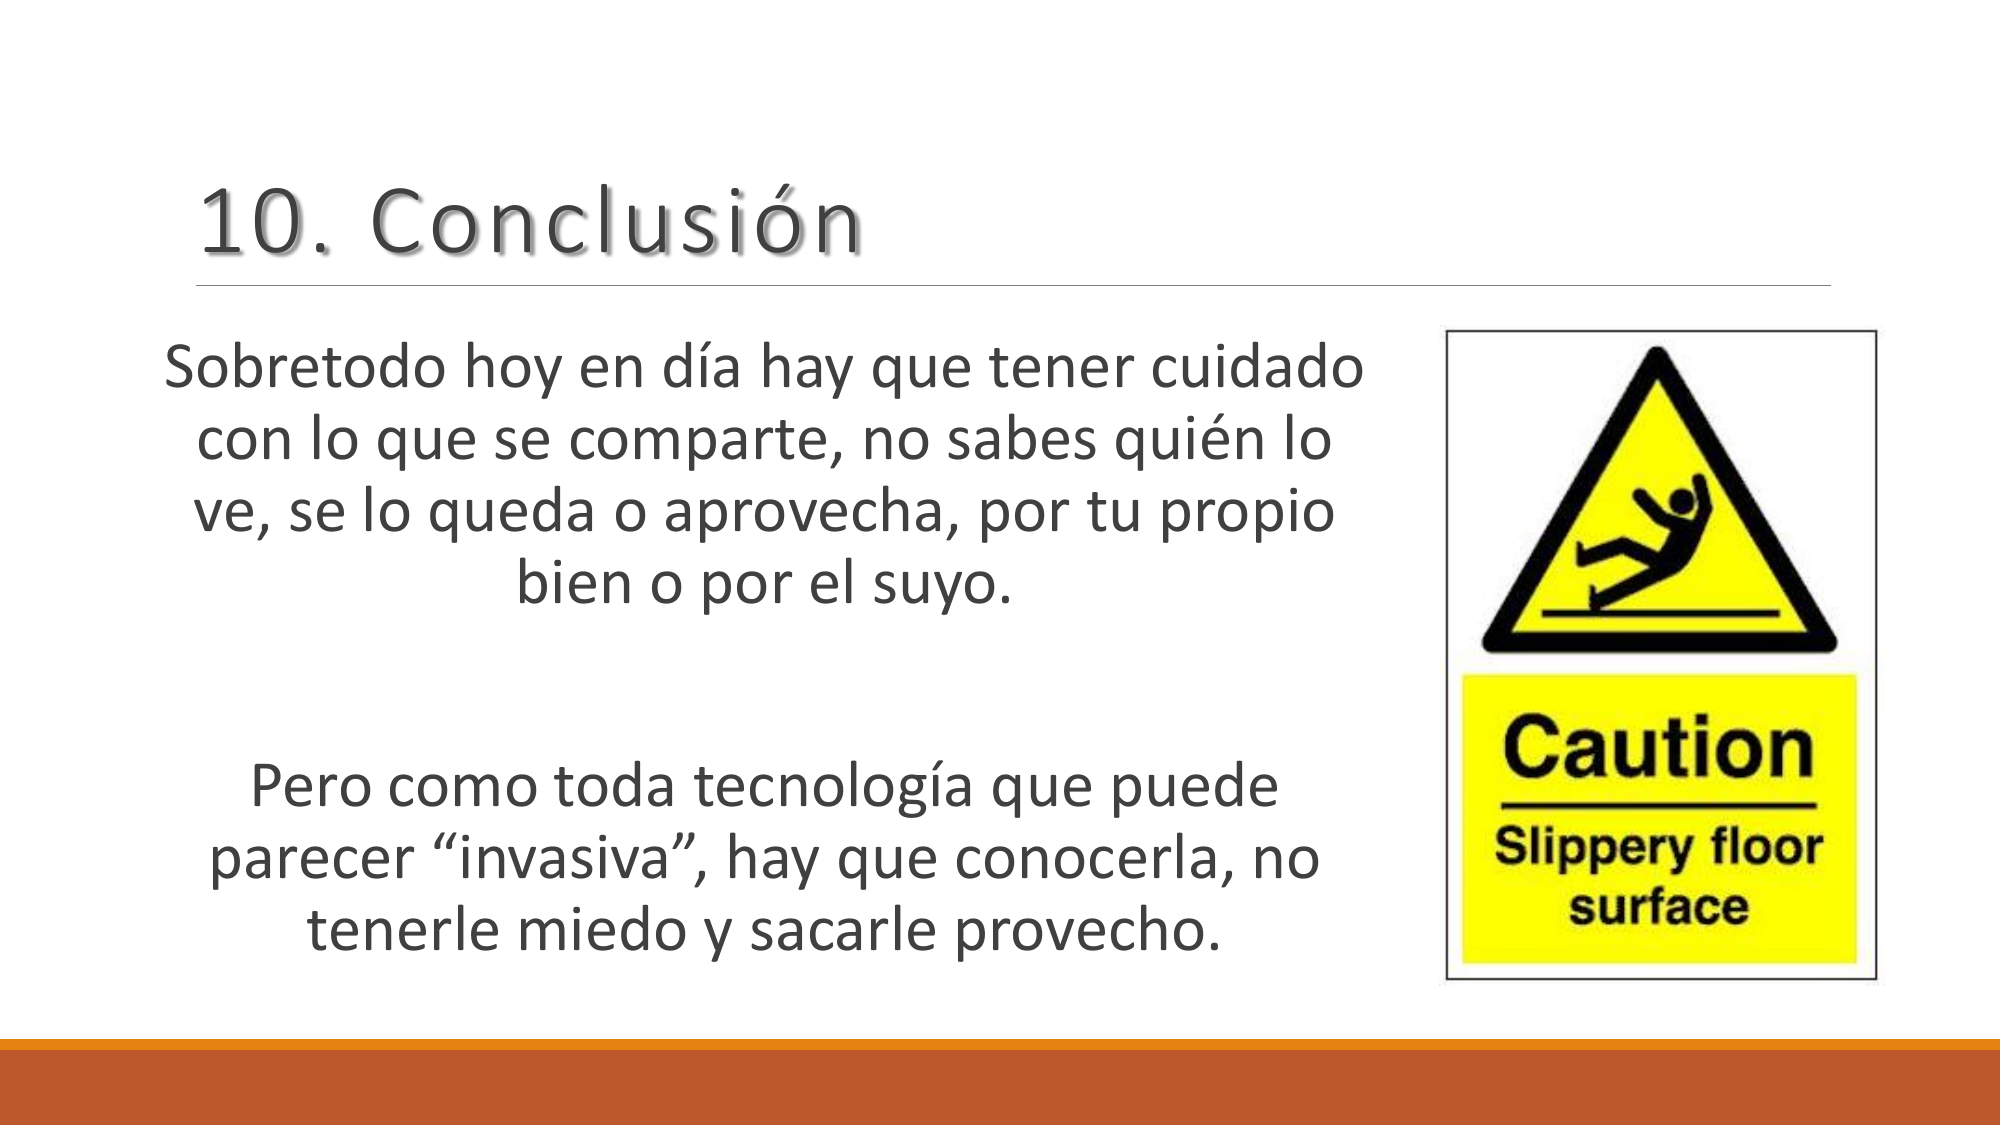 10. Conclusión
Sobretodo hoy en día hay que tener cuidado
con lo que se comparte, no sabes quién lo
ve, se lo queda o aprovecha, por tu propio
bien o por el suyo.
Pero como toda tecnología que puede
parecer “invasiva”, hay que conocerla, no
tenerle miedo y sacarle provecho.
Caution
Slippery floor
surface